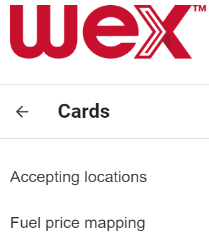 wex™
Cards
Accepting locations
Fuel price mapping